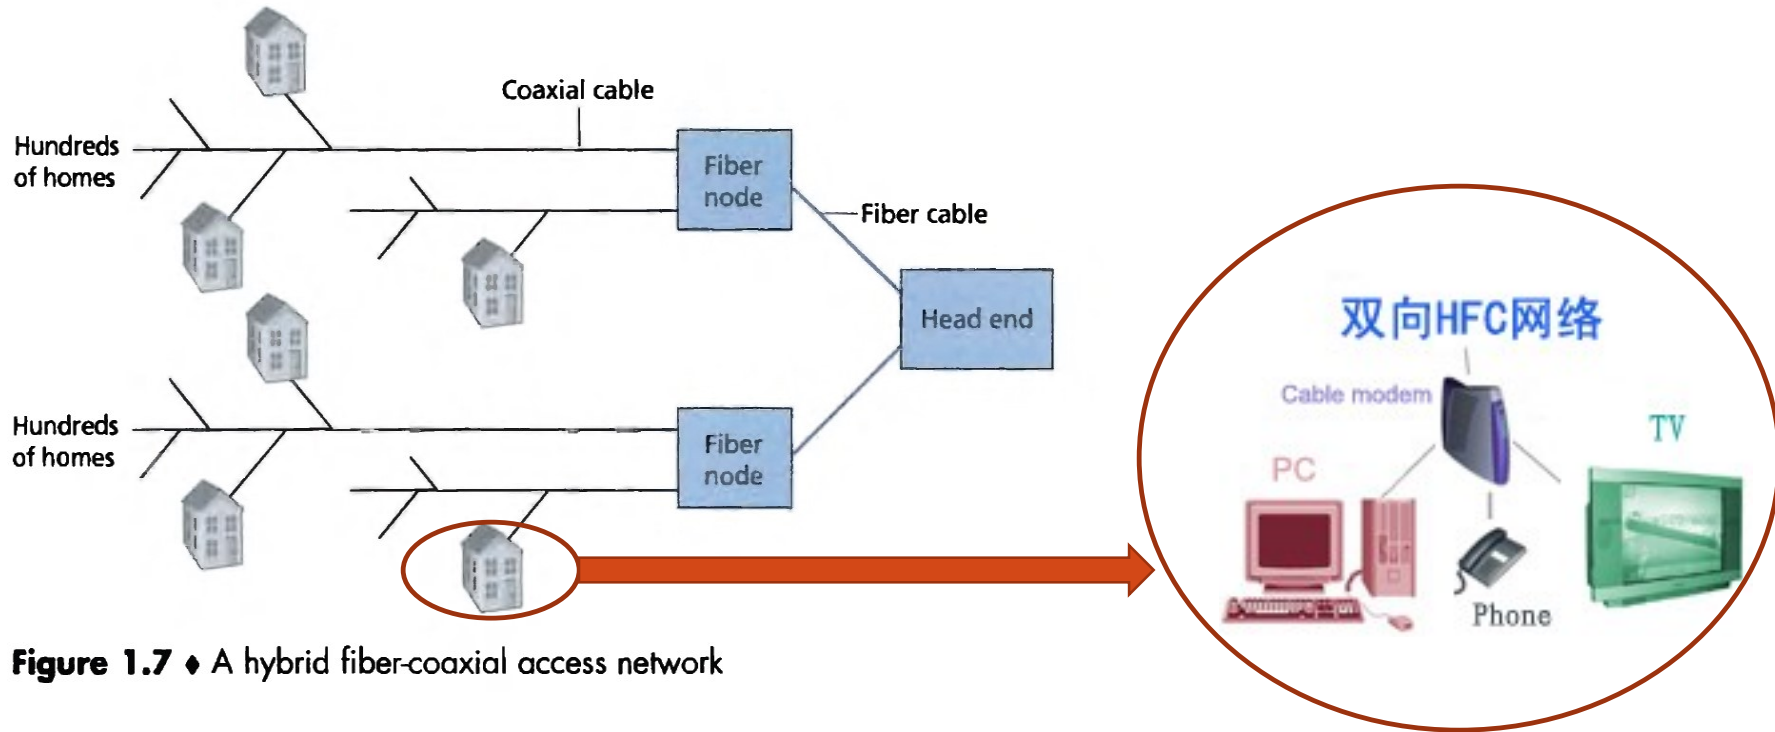 Coaxial cable
Hundreds
of homes
Fiber
node
Fiber cable
Head end
Hundreds
of homes
Fiber
node
双向HFC网络
Cable modem
TV
PC
Phone
Figure 1.7 ♦ A hybrid fiber-coaxial access network